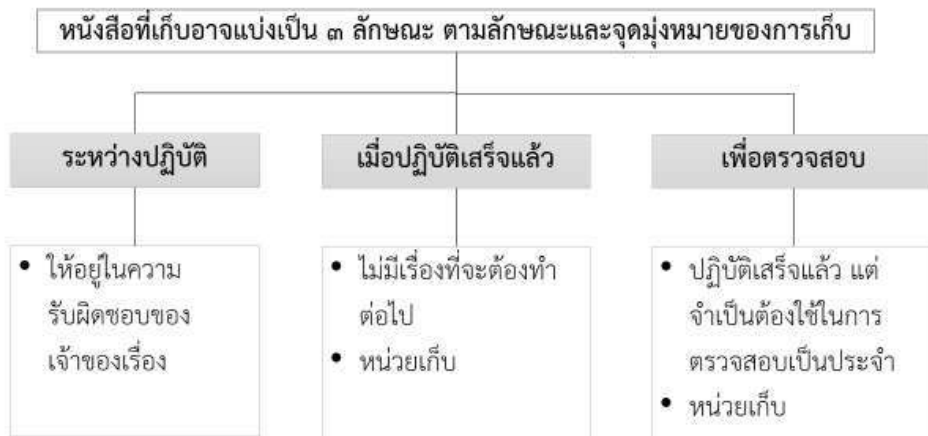 หนังสือที่เก็บอาจแบ่งเป็น ๓ ลักษณะ ตามลักษณะและจุดมุ่งหมายของการเก็บ
ระหว่างปฏิบัติ
• ให้อยู่ในความ
รับผิดชอบของ
เจ้าของเรื่อง
เมื่อปฏิบัติเสร็จแล้ว
• ไม่มีเรื่องที่จะต้องทำ
ต่อไป
• หน่วยเก็บ
เพื่อตรวจสอบ
• ปฏิบัติเสร็จแล้ว แต่
จำเป็นต้องใช้ในการ
ตรวจสอบเป็นประจำ
• หน่วยเก็บ